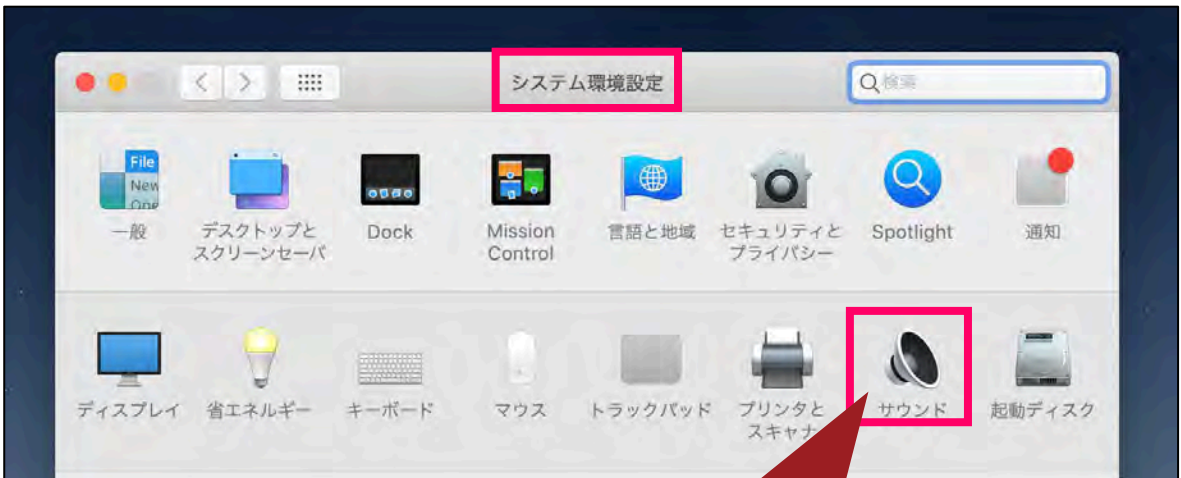 システム環境設定
検索
File
New
One
一般
デスクトップと
スクリーンセーバ
Dock
Mission
Control
言語と地域
セキュリティと
プライバシー
Spotlight
通知
ディスプレイ
省エネルギー
キーボード
マウス
トラックパッド
プリンタと
スキャナ
サウンド
起動ディスク